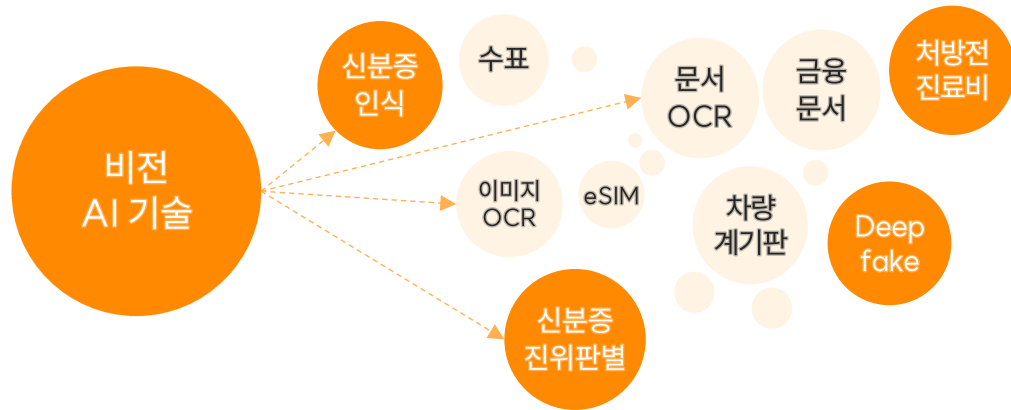 비전
AI 기술
신분증
인식
수표
문서
OCR
금융
문서
처방전
진료비
이미지
OCR
eSIM
차량
계기판
Deep
fake
신분증
진위판별